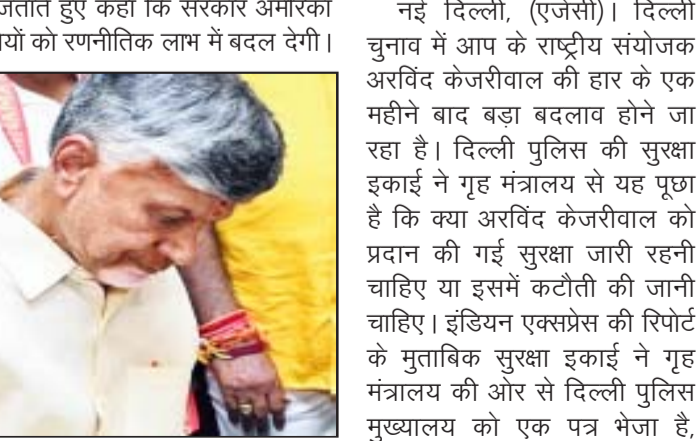 जताते हुए कहा कि सरकार अमेरिकी
को रणनीतिक लाभ में बदल देगी।
नई दिल्ली, (एजेंसी)। दिल्ली
चुनाव में आप के राष्ट्रीय संयोजक
अरविंद केजरीवाल की हार के एक
महीने बाद बड़ा बदलाव होने जा
रहा है। दिल्ली पुलिस की सुरक्षा
इकाई ने गृह मंत्रालय से यह पूछा
है कि क्या अरविंद केजरीवाल को
प्रदान की गई सुरक्षा जारी रहनी
चाहिए या इसमें कटौती की जानी
चाहिए। इंडियन एक्सप्रेस की रिपोर्ट
के मुताबिक सुरक्षा इकाई ने गृह
मंत्रालय की ओर से दिल्ली पुलिस
मुख्यालय को एक पत्र भेजा है,